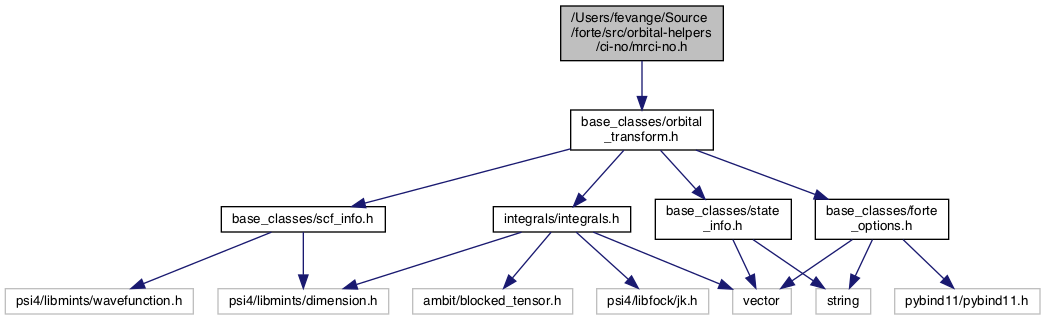 /Users/fevange/Source
/forte/src/orbital-helpers
/ci-no/mrci-no.h
base_classes/orbital
_transform.h
base_classes/scf_info.h
integrals/integrals.h
base_classes/state
_info.h
base_classes/forte
_options.h
psi4/libmints/wavefunction.h
psi4/libmints/dimension.h
ambit/blocked_tensor.h
psi4/libfock/jk.h
vector
string
pybind11/pybind11.h